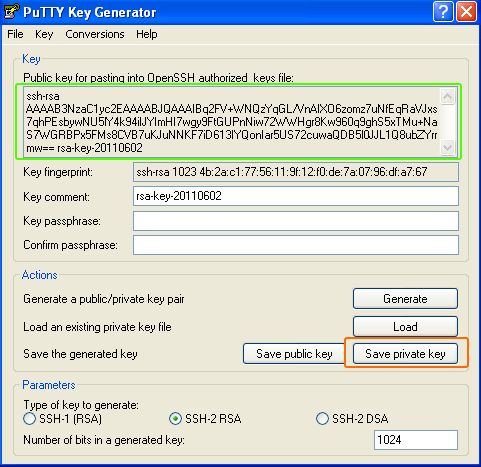 PuTTY Key Generator
File Key Conversions Help
Key
Public key for pasting into OpenSSH authorized_keys file:
ssh-rsa
AAAAB3NzaC1yc2EAAAABJQAAAIBq2FV+WNQzYqGL/VnAlXO6zomz7uNfEqRaVJxs
7qhPEsbywNU5lY4k94ilJYImHI7wgy9FtGUPnNiw72WWHgr8Kw960q9ghS5xTMu+Na
S7WGRBPx5FMs8CVB7uKJuNNKF7iD613IYQonIar5US72cuwaQDB5l0JJL1Q8ubZYrr
mw== rsa-key-20110602
Key fingerprint: ssh-rsa 1023 4b:2a:c1:77:56:11:9f:12:f0:de:7a:07:96:df:a7:67
Key comment: rsa-key-20110602
Key passphrase:
Confirm passphrase:
Actions
Generate a public/private key pair Generate
Load an existing private key file Load
Save the generated key Save public key Save private key
Parameters
Type of key to generate:
SSH-1 (RSA) SSH-2 RSA SSH-2 DSA
Number of bits in a generated key: 1024